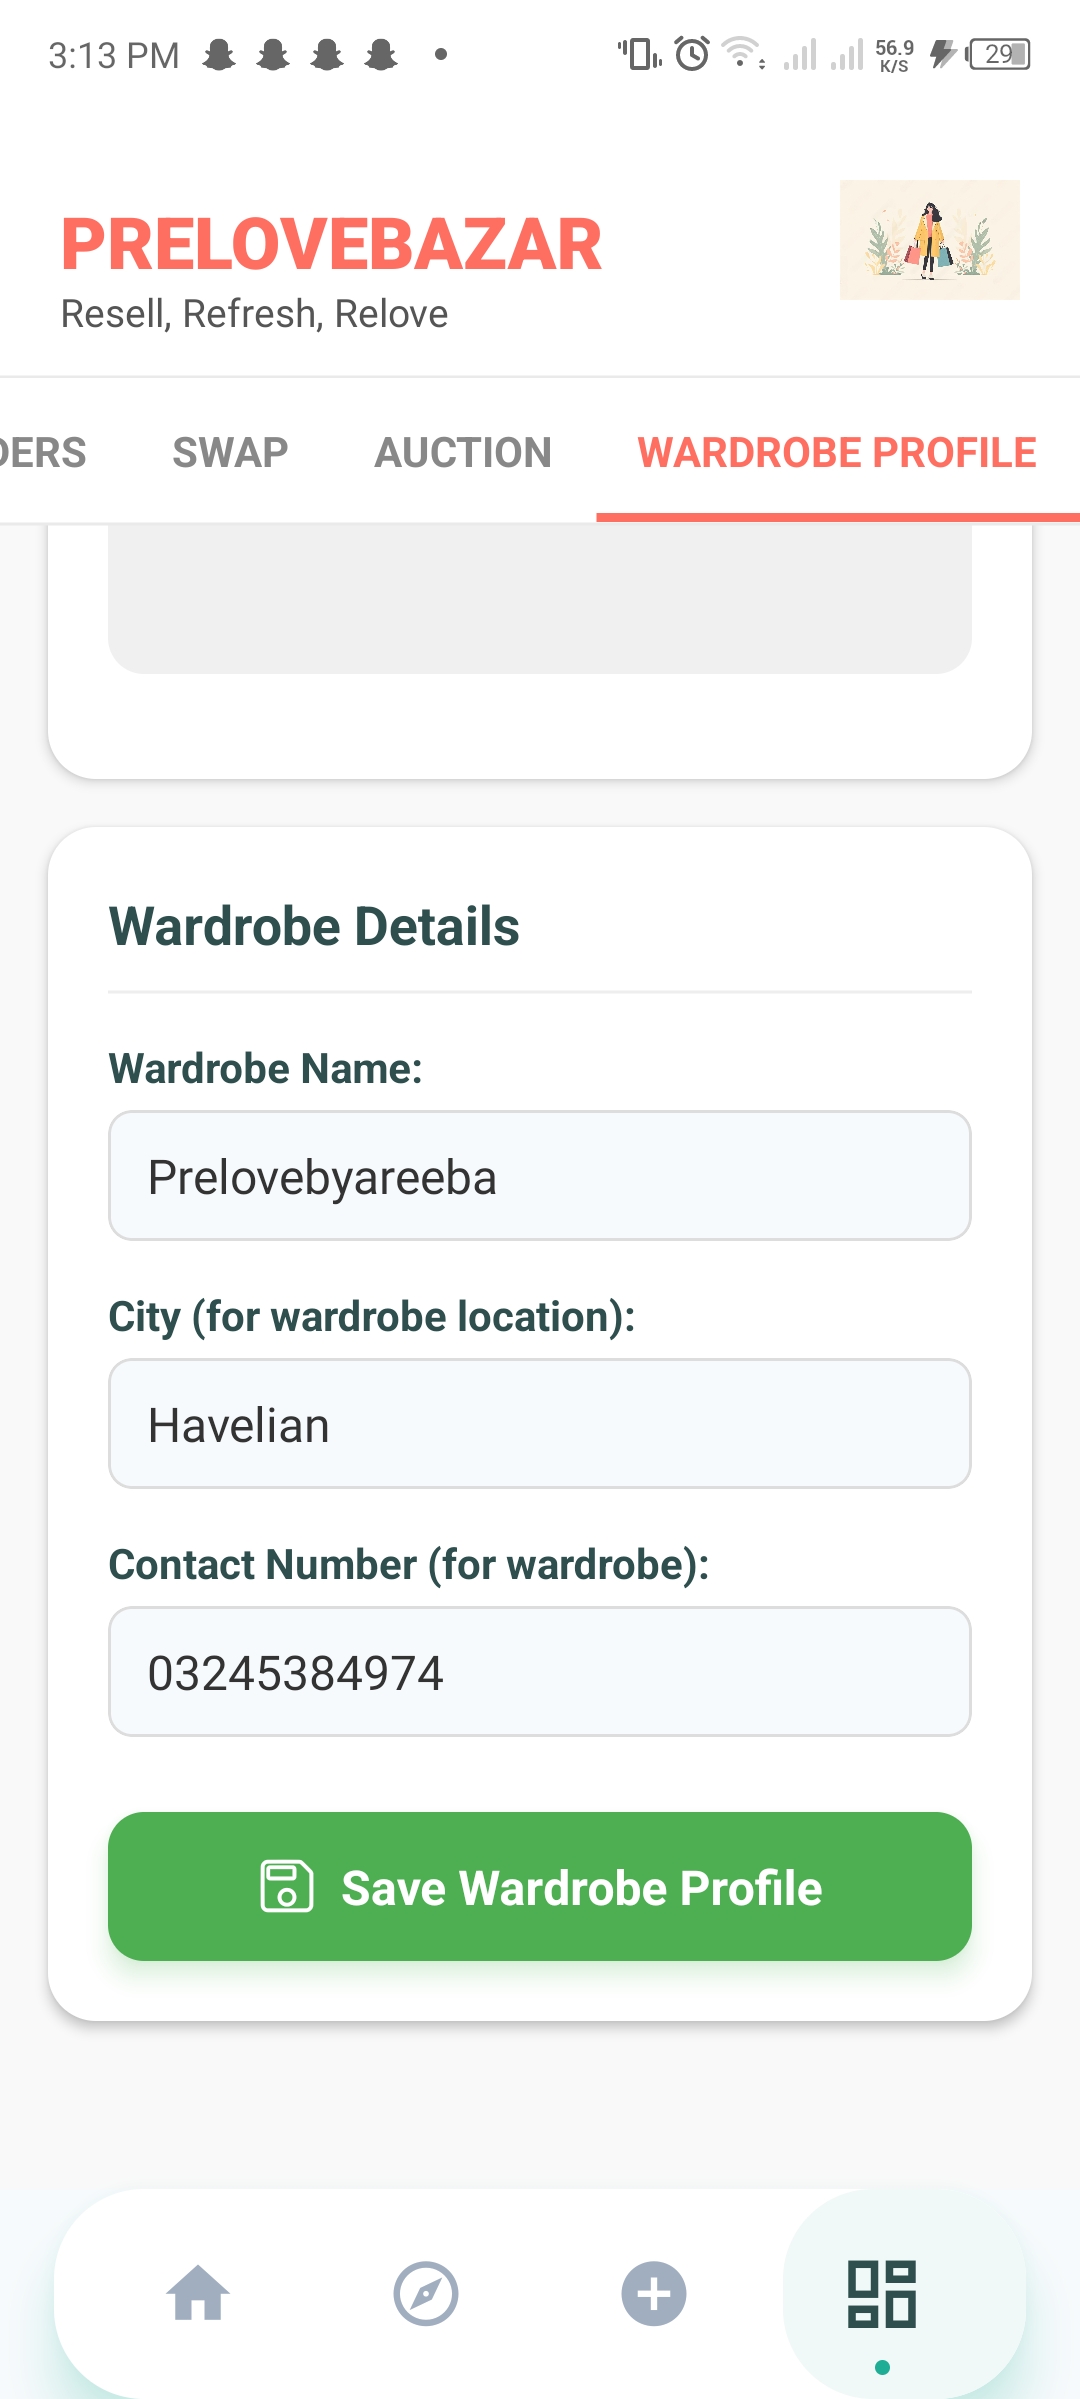 3:13 PM
56.9
K/S
29
PRELOVEBAZAR
Resell, Refresh, Relove
DERS SWAP AUCTION WARDROBE PROFILE
Wardrobe Details
Wardrobe Name:
Prelovebyareeba
City (for wardrobe location):
Havelian
Contact Number (for wardrobe):
03245384974
Save Wardrobe Profile